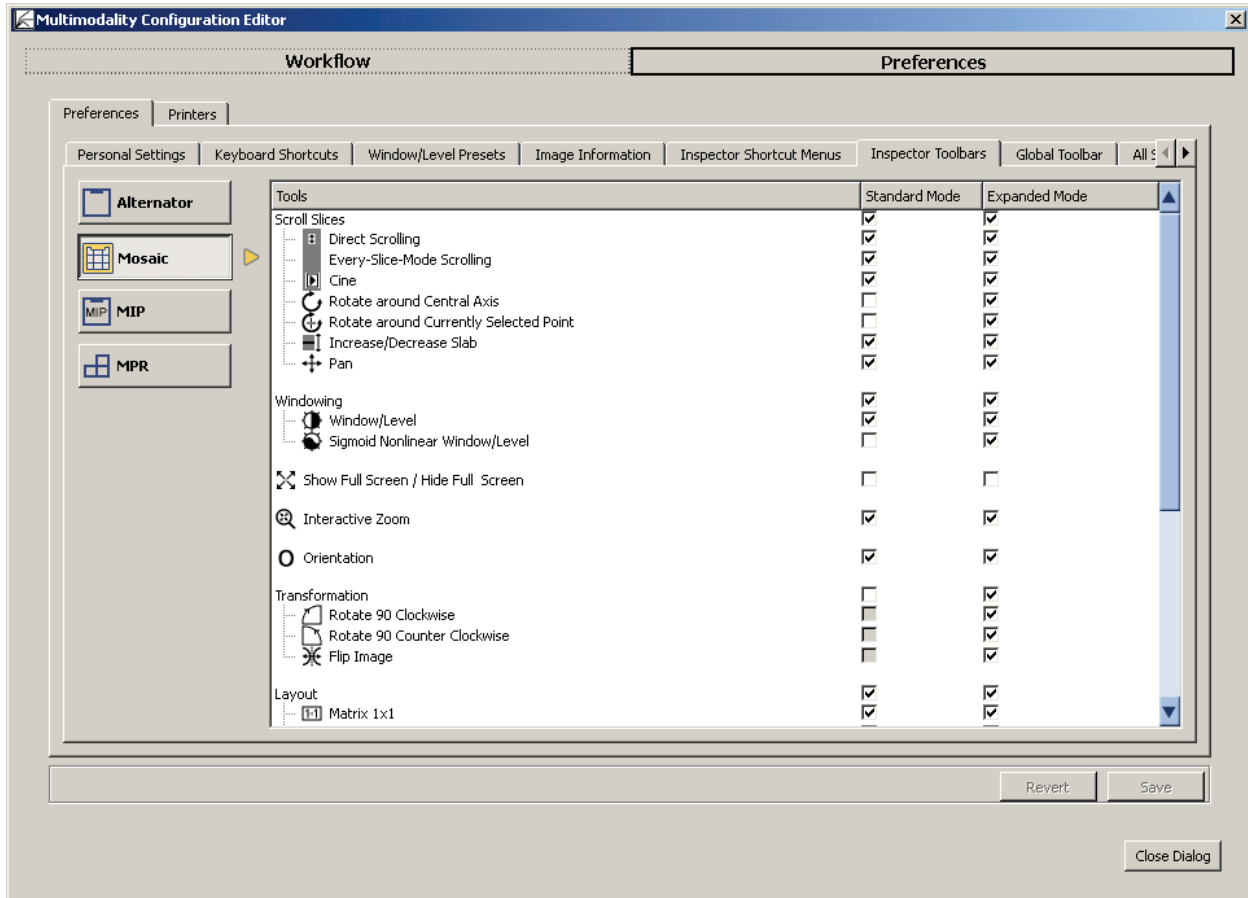 Multimodality Configuration Editor
Workflow Preferences
Preferences Printers
Personal Settings Keyboard Shortcuts Window/Level Presets Image Information Inspector Shortcut Menus Inspector Toolbars Global Toolbar All
Alternator
Mosaic
MIP MIP
MPR
Tools Standard Mode Expanded Mode
Scroll Slices
Direct Scrolling
Every-Slice-Mode Scrolling
Cine
Rotate around Central Axis
Rotate around Currently Selected Point
Increase/Decrease Slab
Pan
Windowing
Window/Level
Sigmoid Nonlinear Window/Level
Show Full Screen / Hide Full Screen
Interactive Zoom
O Orientation
Transformation
Rotate 90 Clockwise
Rotate 90 Counter Clockwise
Flip Image
Layout
1:1 Matrix 1x1
Revert Save
Close Dialog